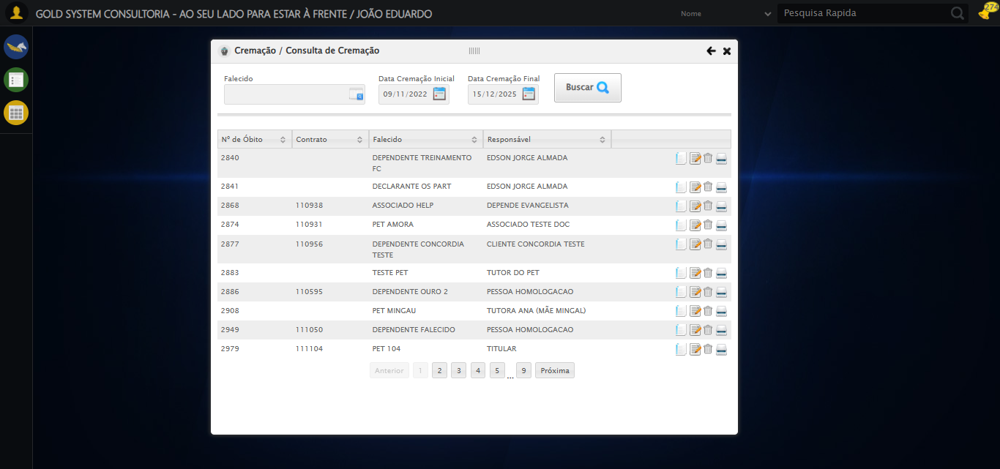 GOLD SYSTEM CONSULTORIA - AO SEU LADO PARA ESTAR À FRENTE / JOÃO EDUARDO
Nome
Pesquisa Rapida
274
Cremação / Consulta de Cremação
Falecido
Data Cremação Inicial
Data Cremação Final
09/11/2022
15/12/2025
Buscar
Nº de Óbito Contrato Falecido Responsável
2840 DEPENDENTE TREINAMENTO EDSON JORGE ALMADA
FC
2841 DECLARANTE OS PART EDSON JORGE ALMADA
2868 110938 ASSOCIADO HELP DEPENDE EVANGELISTA
2874 110931 PET AMORA ASSOCIADO TESTE DOC
2877 110956 DEPENDENTE CONCORDIA CLIENTE CONCORDIA TESTE
TESTE
2883 TESTE PET TUTOR DO PET
2886 110595 DEPENDENTE OURO 2 PESSOA HOMOLOGACAO
2908 PET MINGAU TUTORA ANA (MÃE MINGAL)
2949 111050 DEPENDENTE FALECIDO PESSOA HOMOLOGACAO
2979 111104 PET 104 TITULAR
Anterior 1 2 3 4 5 ... 9 Próxima